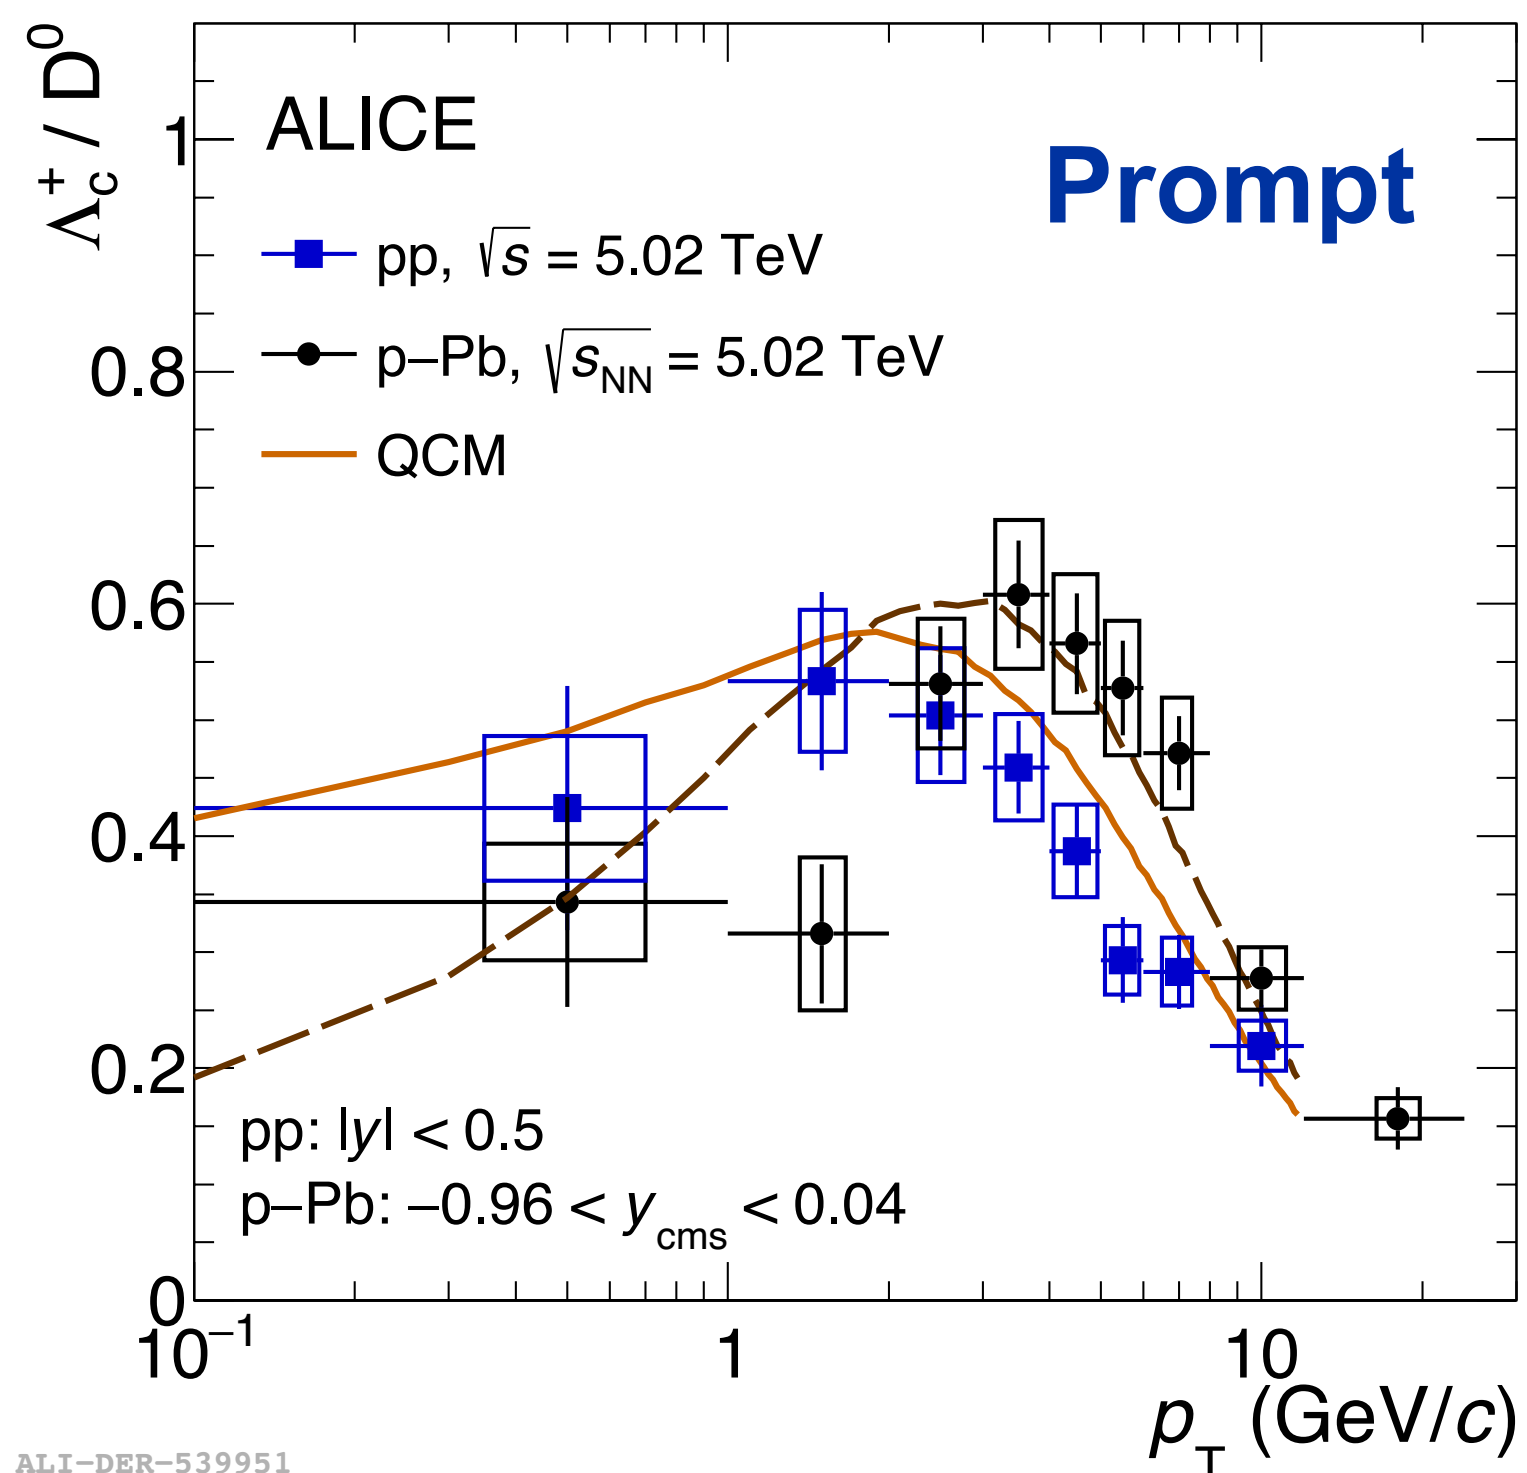 Λc+ / D0
ALICE
Prompt
pp, √s = 5.02 TeV
p–Pb, √sNN = 5.02 TeV
QCM
1
0.8
0.6
0.4
0.2
0
pp: |y| < 0.5
p–Pb: –0.96 < ycms < 0.04
10−1 1 10
pT (GeV/c)
ALI-DER-539951